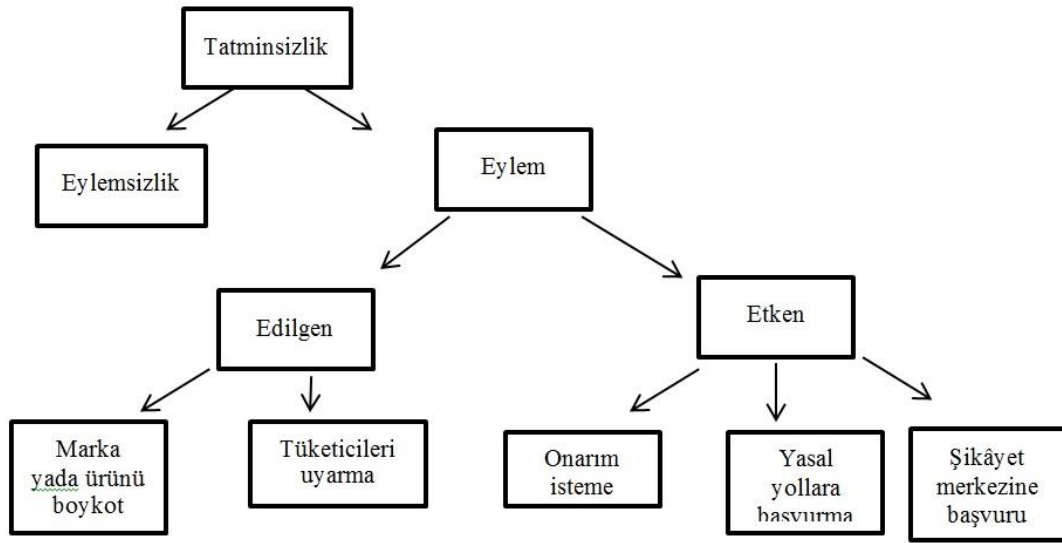 Tatminsizlik
Eylemsizlik
Eylem
Edilgen
Etken
Marka
yada ürünü
boykot
Tüketicileri
uyarma
Onarım
isteme
Yasal
yollara
başvurma
Şikâyet
merkezine
başvuru